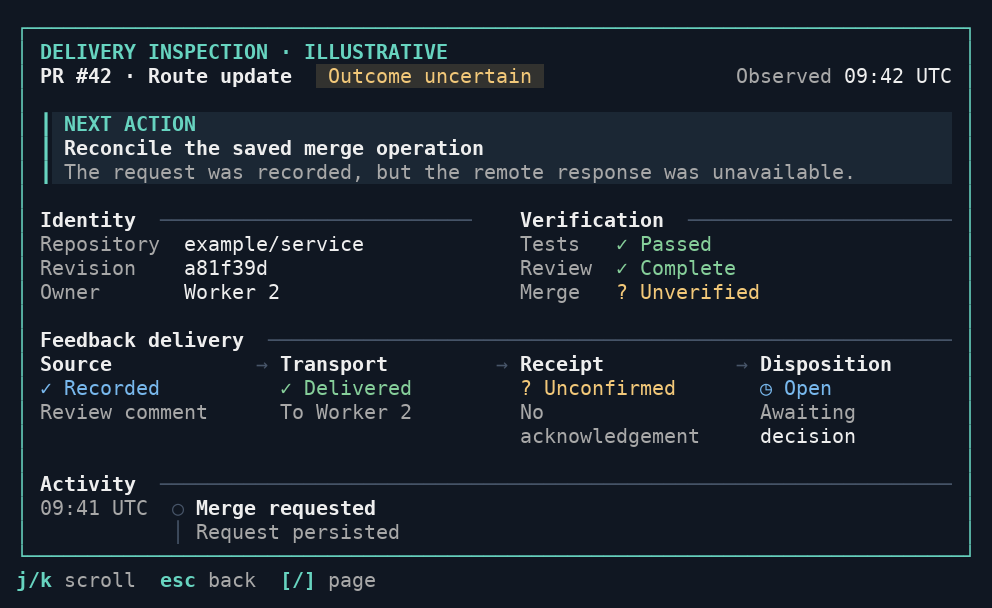 DELIVERY INSPECTION · ILLUSTRATIVE
PR #42 · Route update  Outcome uncertain  Observed 09:42 UTC
NEXT ACTION
Reconcile the saved merge operation
The request was recorded, but the remote response was unavailable.
Identity  Verification
Repository  example/service  Tests  ✓ Passed
Revision  a81f39d  Review  ✓ Complete
Owner  Worker 2  Merge  ? Unverified
Feedback delivery
Source  →  Transport  →  Receipt  →  Disposition
✓ Recorded  ✓ Delivered  ? Unconfirmed  ◷ Open
Review comment  To Worker 2  No  Awaiting
acknowledgement  decision
Activity
09:41 UTC  ○ Merge requested
│ Request persisted
j/k scroll  esc back  [/] page